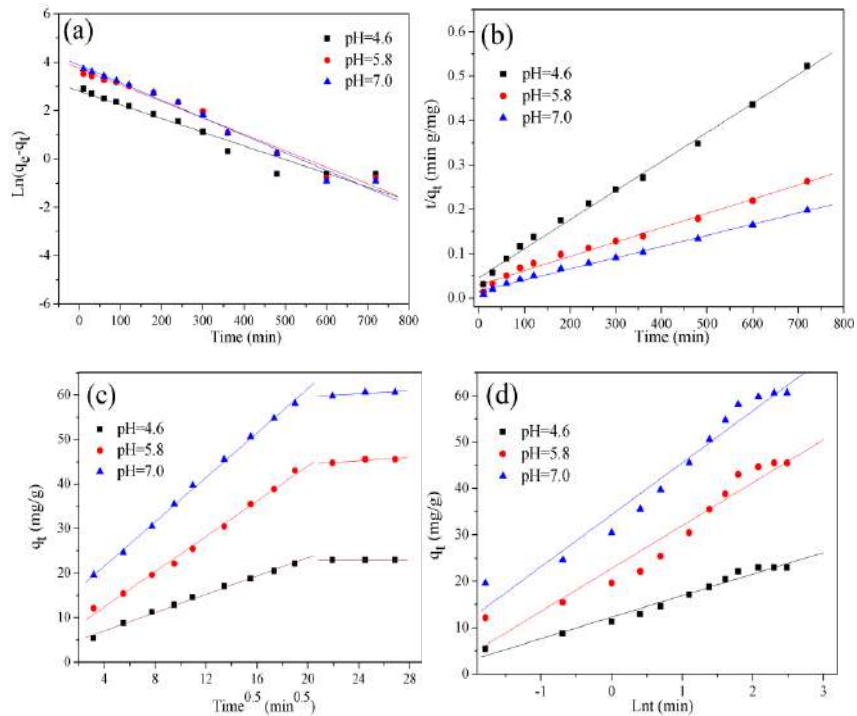 (a)
pH=4.6
pH=5.8
pH=7.0
Ln(qe-qt)
6
4
2
0
-2
-4
-6
0 100 200 300 400 500 600 700 800
Time (min)
(b)
pH=4.6
pH=5.8
pH=7.0
t/qt (min g/mg)
0.6
0.5
0.4
0.3
0.2
0.1
0.0
0 100 200 300 400 500 600 700 800
Time (min)
(c)
pH=4.6
pH=5.8
pH=7.0
qt (mg/g)
60
50
40
30
20
10
0
4 8 12 16 20 24 28
Time^0.5 (min^0.5)
(d)
pH=4.6
pH=5.8
pH=7.0
qt (mg/g)
60
50
40
30
20
10
0
-1 0 1 2 3
Lnt (min)